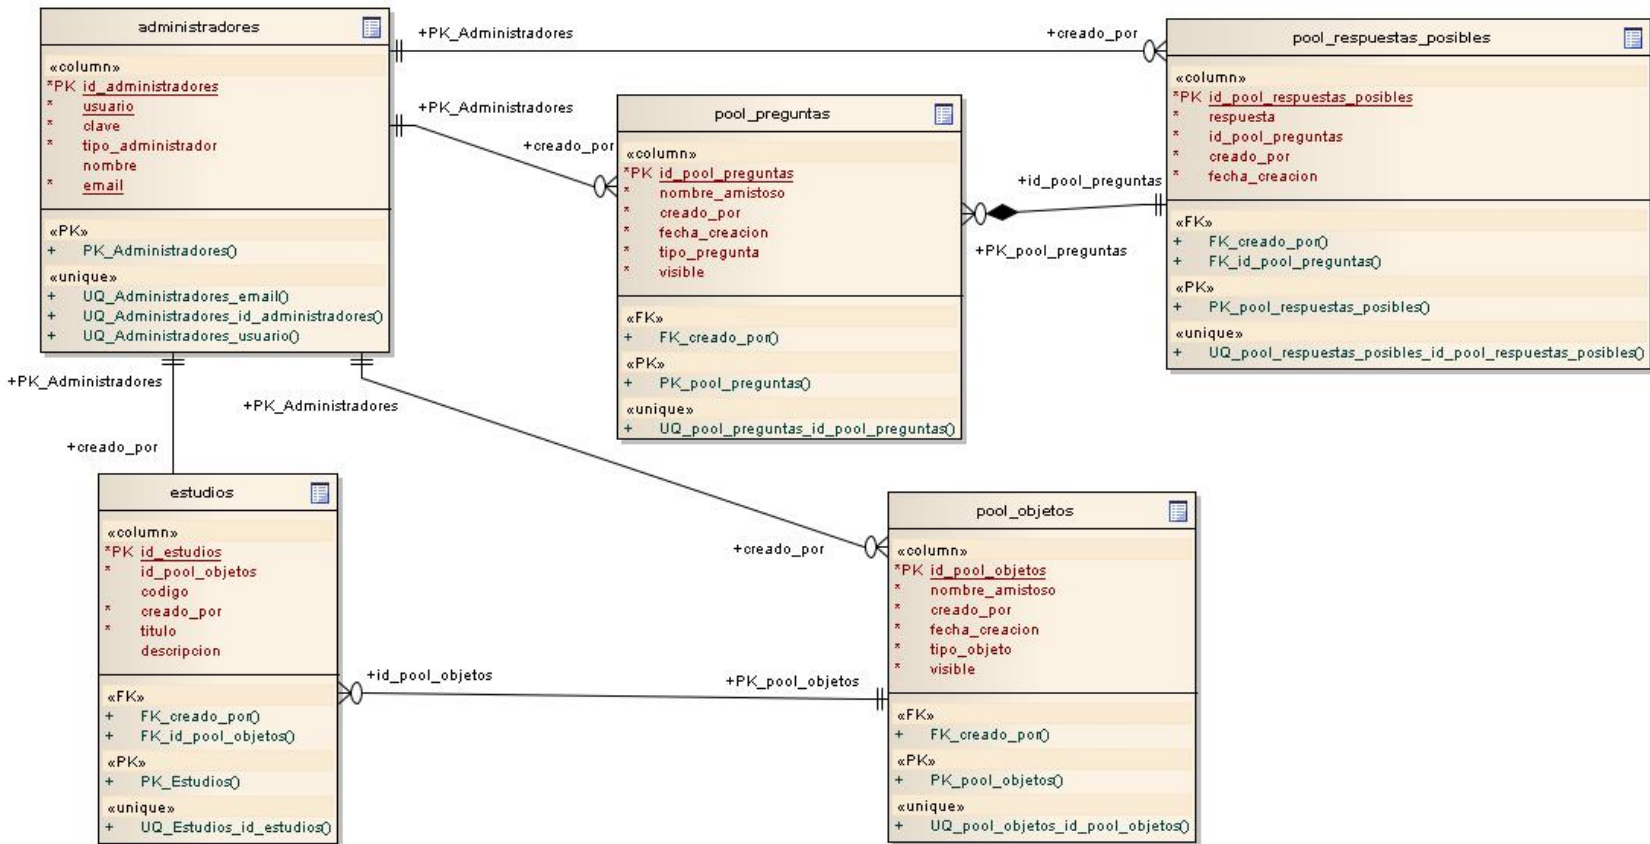 administradores
«column»
*PK id_administradores
* usuario
* clave
* tipo_administrador
nombre
* email
«PK»
+ PK_Administradores()
«unique»
+ UQ_Administradores_email()
+ UQ_Administradores_id_administradores()
+ UQ_Administradores_usuario()
+PK_Administradores
+creado_por
+PK_Administradores
+creado_por
pool_respuestas_posibles
«column»
*PK id_pool_respuestas_posibles
* respuesta
* id_pool_preguntas
* creado_por
* fecha_creacion
«FK»
+ FK_creado_por()
+ FK_id_pool_preguntas()
«PK»
+ PK_pool_respuestas_posibles()
«unique»
+ UQ_pool_respuestas_posibles_id_pool_respuestas_posibles()
pool_preguntas
«column»
*PK id_pool_preguntas
* nombre_amistoso
* creado_por
* fecha_creacion
* tipo_pregunta
* visible
«FK»
+ FK_creado_por()
«PK»
+ PK_pool_preguntas()
«unique»
+ UQ_pool_preguntas_id_pool_preguntas()
+id_pool_preguntas
+PK_pool_preguntas
+PK_Administradores
+creado_por
+PK_Administradores
+creado_por
estudios
«column»
*PK id_estudios
* id_pool_objetos
codigo
* creado_por
* titulo
descripcion
«FK»
+ FK_creado_por()
+ FK_id_pool_objetos()
«PK»
+ PK_Estudios()
«unique»
+ UQ_Estudios_id_estudios()
+id_pool_objetos
+PK_pool_objetos
pool_objetos
«column»
*PK id_pool_objetos
* nombre_amistoso
* creado_por
* fecha_creacion
* tipo_objeto
* visible
«FK»
+ FK_creado_por()
«PK»
+ PK_pool_objetos()
«unique»
+ UQ_pool_objetos_id_pool_objetos()